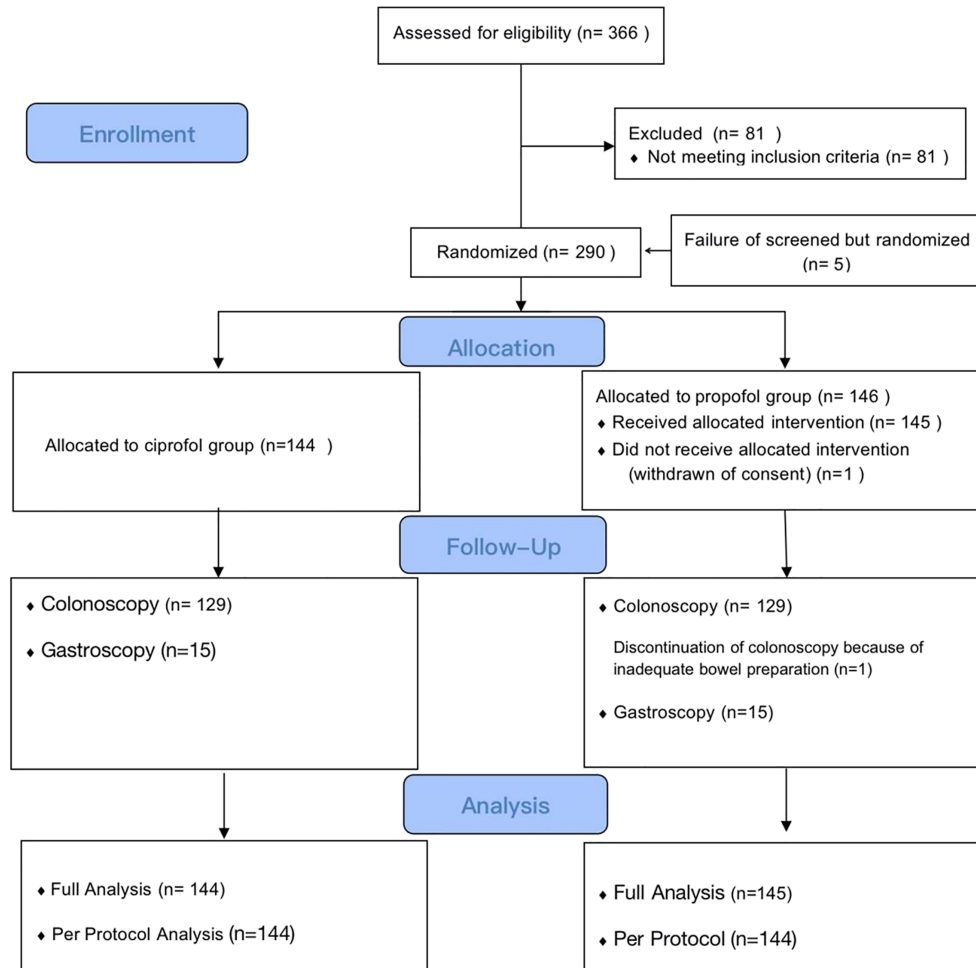 Assessed for eligibility (n= 366 )
Enrollment
Excluded (n= 81 )
♦ Not meeting inclusion criteria (n= 81 )
Randomized (n= 290 )
Failure of screened but randomized
(n= 5)
Allocation
Allocated to ciprofol group (n=144 )
Allocated to propofol group (n= 146 )
♦ Received allocated intervention (n= 145 )
♦ Did not receive allocated intervention
(withdrawn of consent) (n=1 )
Follow-Up
♦ Colonoscopy (n= 129)
♦ Gastroscopy (n=15)
♦ Colonoscopy (n= 129)
Discontinuation of colonoscopy because of
inadequate bowel preparation (n=1)
♦ Gastroscopy (n=15)
Analysis
♦ Full Analysis (n= 144)
♦ Per Protocol Analysis (n=144)
♦ Full Analysis (n=145)
♦ Per Protocol (n=144)